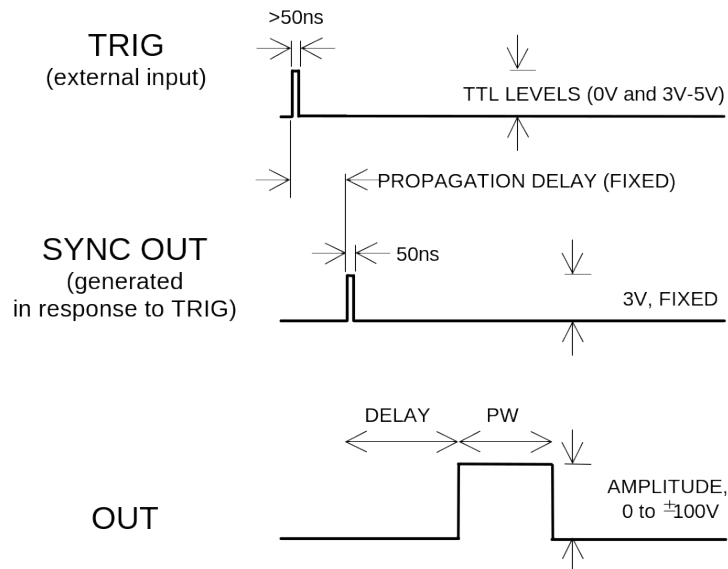 >50ns
TRIG
(external input)
TTL LEVELS (0V and 3V-5V)
PROPAGATION DELAY (FIXED)
SYNC OUT
(generated
in response to TRIG)
50ns
3V, FIXED
DELAY
PW
AMPLITUDE,
0 to ±100V
OUT